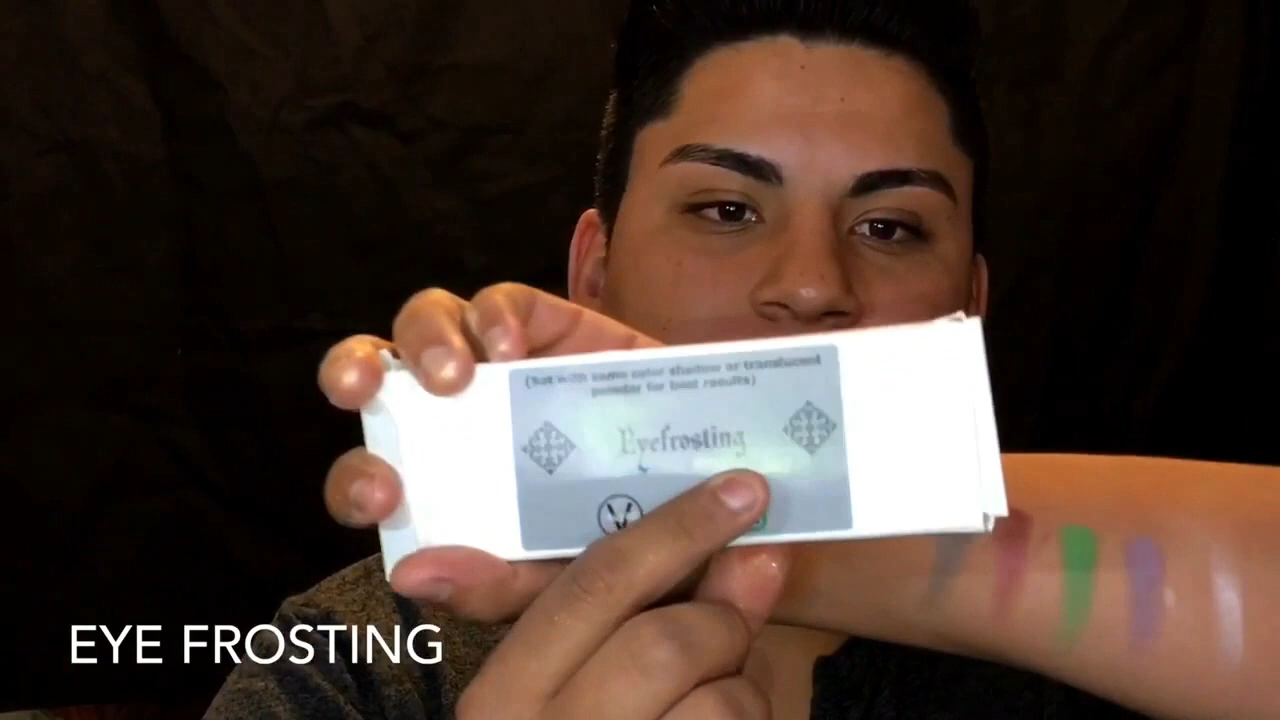 (Set with same color shadow or translucent
powder for best results)
Eyefrosting
V
EYE FROSTING